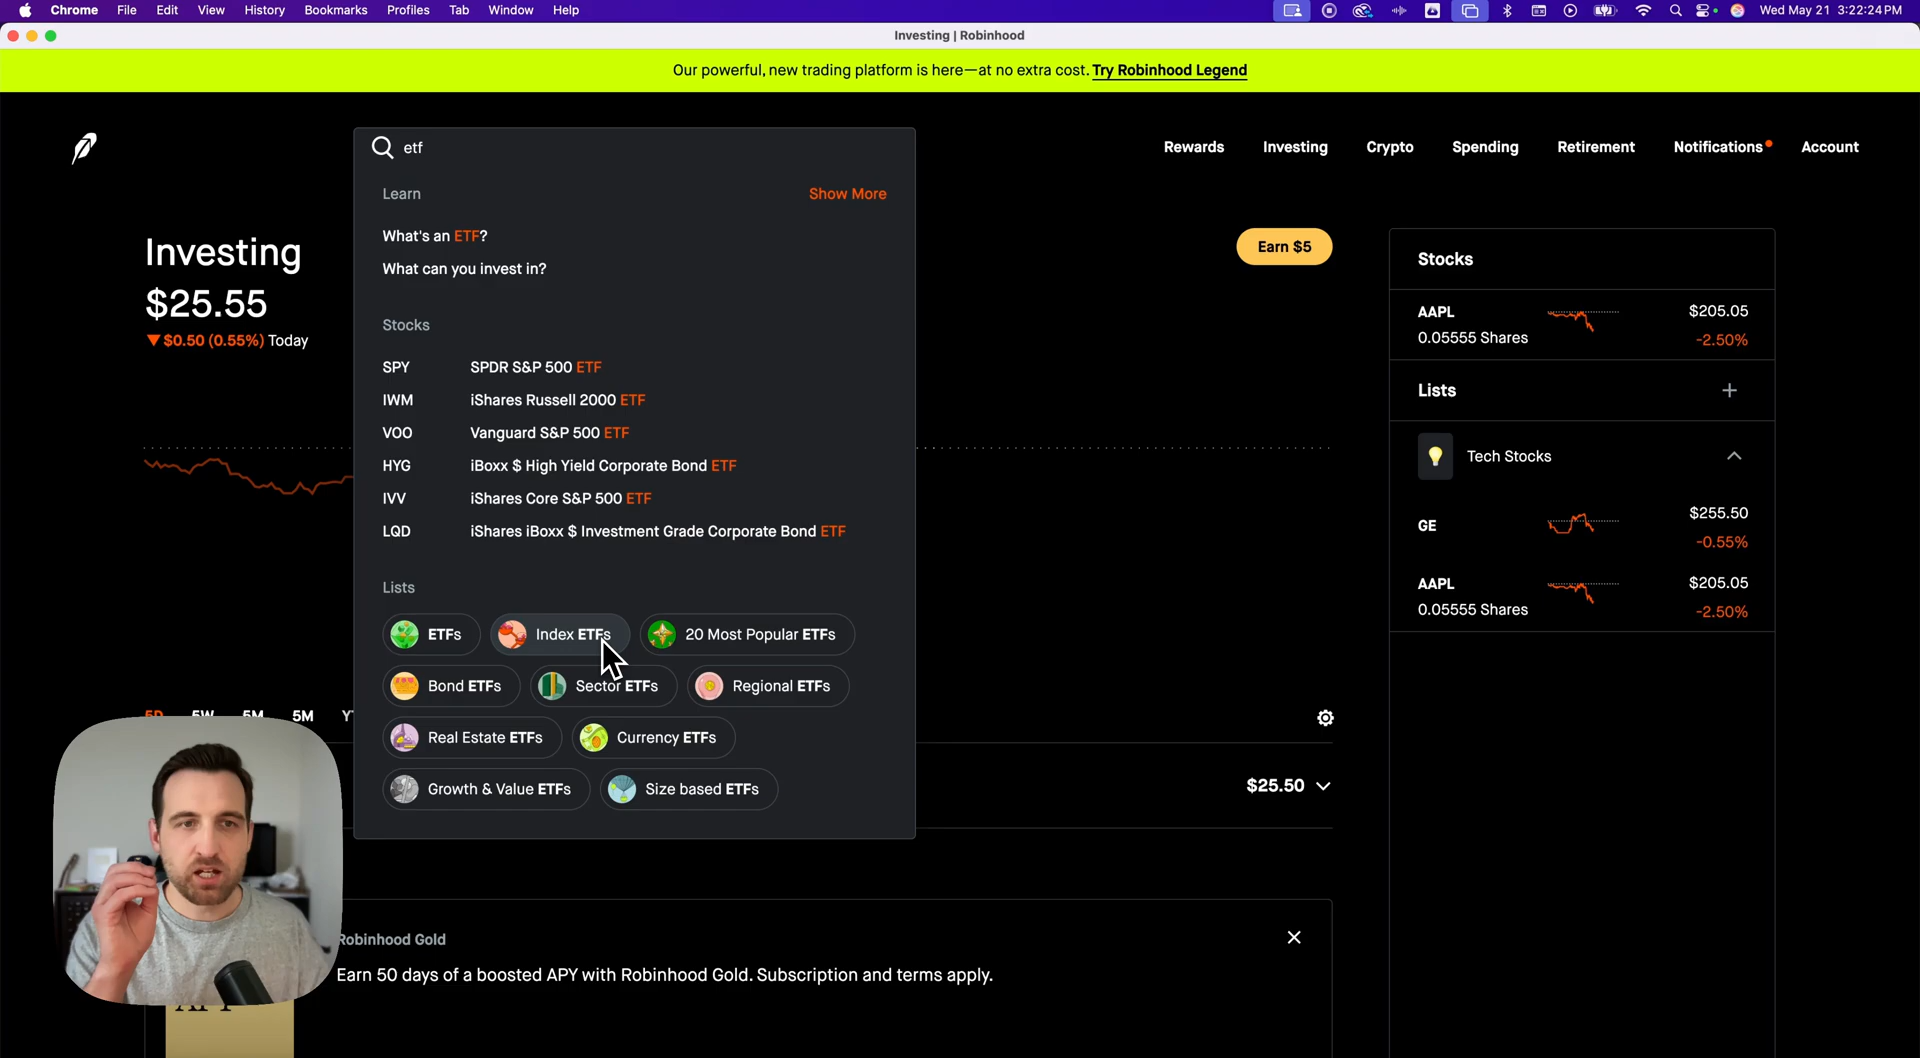 Chrome File Edit View History Bookmarks Profiles Tab Window Help Wed May 21 3:22:24 PM
Investing | Robinhood
Our powerful, new trading platform is here—at no extra cost. Try Robinhood Legend
etf
Rewards Investing Crypto Spending Retirement Notifications Account
Learn Show More
What's an ETF?
What can you invest in?
Investing
$25.55
▼$0.50 (0.55%) Today
Earn $5
Stocks
SPY SPDR S&P 500 ETF
IWM iShares Russell 2000 ETF
VOO Vanguard S&P 500 ETF
HYG iBoxx $ High Yield Corporate Bond ETF
IVV iShares Core S&P 500 ETF
LQD iShares iBoxx $ Investment Grade Corporate Bond ETF
Lists
ETFs Index ETFs 20 Most Popular ETFs
Bond ETFs Sector ETFs Regional ETFs
Real Estate ETFs Currency ETFs
Growth & Value ETFs Size based ETFs
5D 5W 5M 5M
$25.50
Stocks
AAPL $205.05
0.05555 Shares -2.50%
Lists
Tech Stocks
GE $255.50
-0.55%
AAPL $205.05
0.05555 Shares -2.50%
Robinhood Gold
Earn 50 days of a boosted APY with Robinhood Gold. Subscription and terms apply.